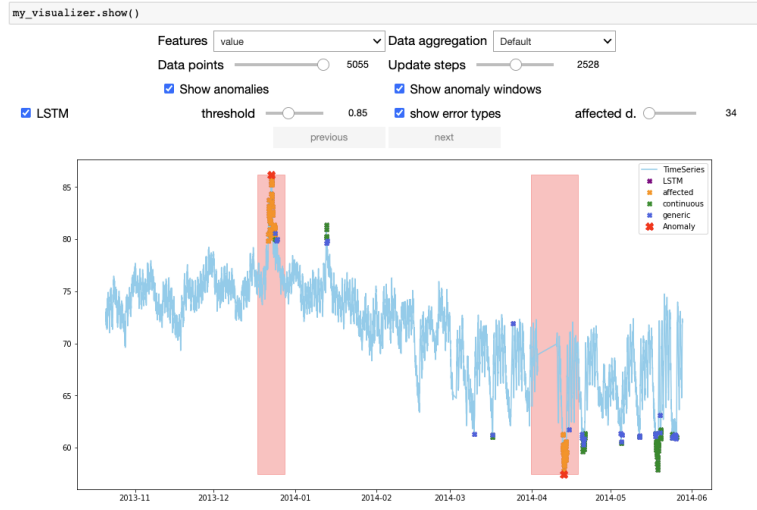 my_visualizer.show()
Features value Data aggregation Default
Data points 5055 Update steps 2528
Show anomalies Show anomaly windows
LSTM threshold 0.85 show error types affected d. 34
previous next
TimeSeries
LSTM
affected
continuous
generic
Anomaly
85
80
75
70
65
60
2013-11 2013-12 2014-01 2014-02 2014-03 2014-04 2014-05 2014-06